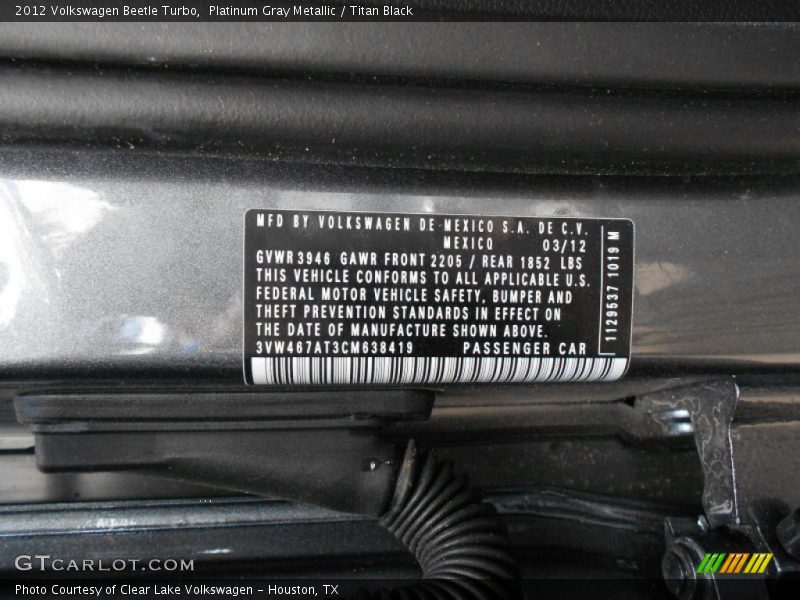 2012 Volkswagen Beetle Turbo, Platinum Gray Metallic / Titan Black
MFD BY VOLKSWAGEN DE MEXICO S.A. DE C.V.
MEXICO 03/12
GVWR 3946 GAWR FRONT 2205 / REAR 1852 LBS
THIS VEHICLE CONFORMS TO ALL APPLICABLE U.S.
FEDERAL MOTOR VEHICLE SAFETY, BUMPER AND
THEFT PREVENTION STANDARDS IN EFFECT ON
THE DATE OF MANUFACTURE SHOWN ABOVE.
3VW467AT3CM638419 PASSENGER CAR
1129537 1019 M
GTCARLOT.COM
Photo Courtesy of Clear Lake Volkswagen - Houston, TX